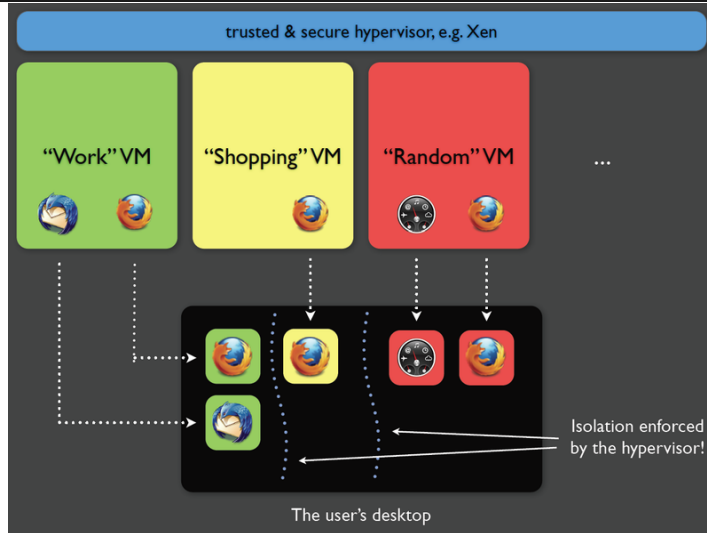 trusted & secure hypervisor, e.g. Xen
“Work” VM
“Shopping” VM
“Random” VM
...
Isolation enforced
by the hypervisor!
The user's desktop